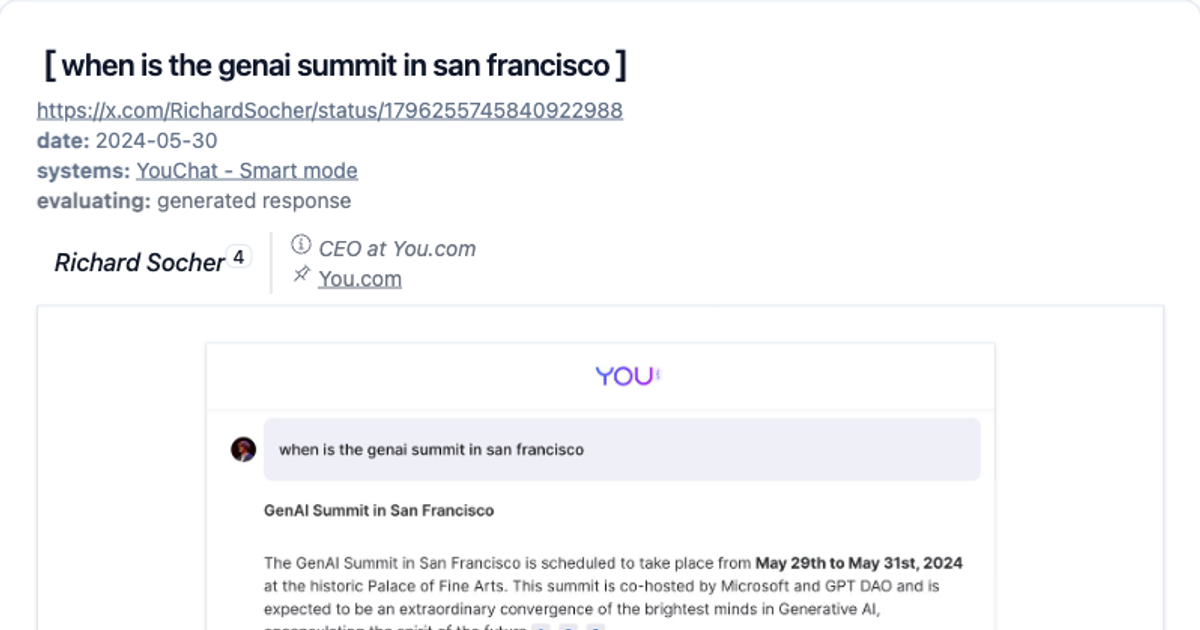 [ when is the genai summit in san francisco ]
https://x.com/RichardSocher/status/1796255745840922988
date: 2024-05-30
systems: YouChat - Smart mode
evaluating: generated response
Richard Socher 4
CEO at You.com
You.com
YOU
when is the genai summit in san francisco
GenAI Summit in San Francisco
The GenAI Summit in San Francisco is scheduled to take place from May 29th to May 31st, 2024
at the historic Palace of Fine Arts. This summit is co-hosted by Microsoft and GPT DAO and is
expected to be an extraordinary convergence of the brightest minds in Generative AI,